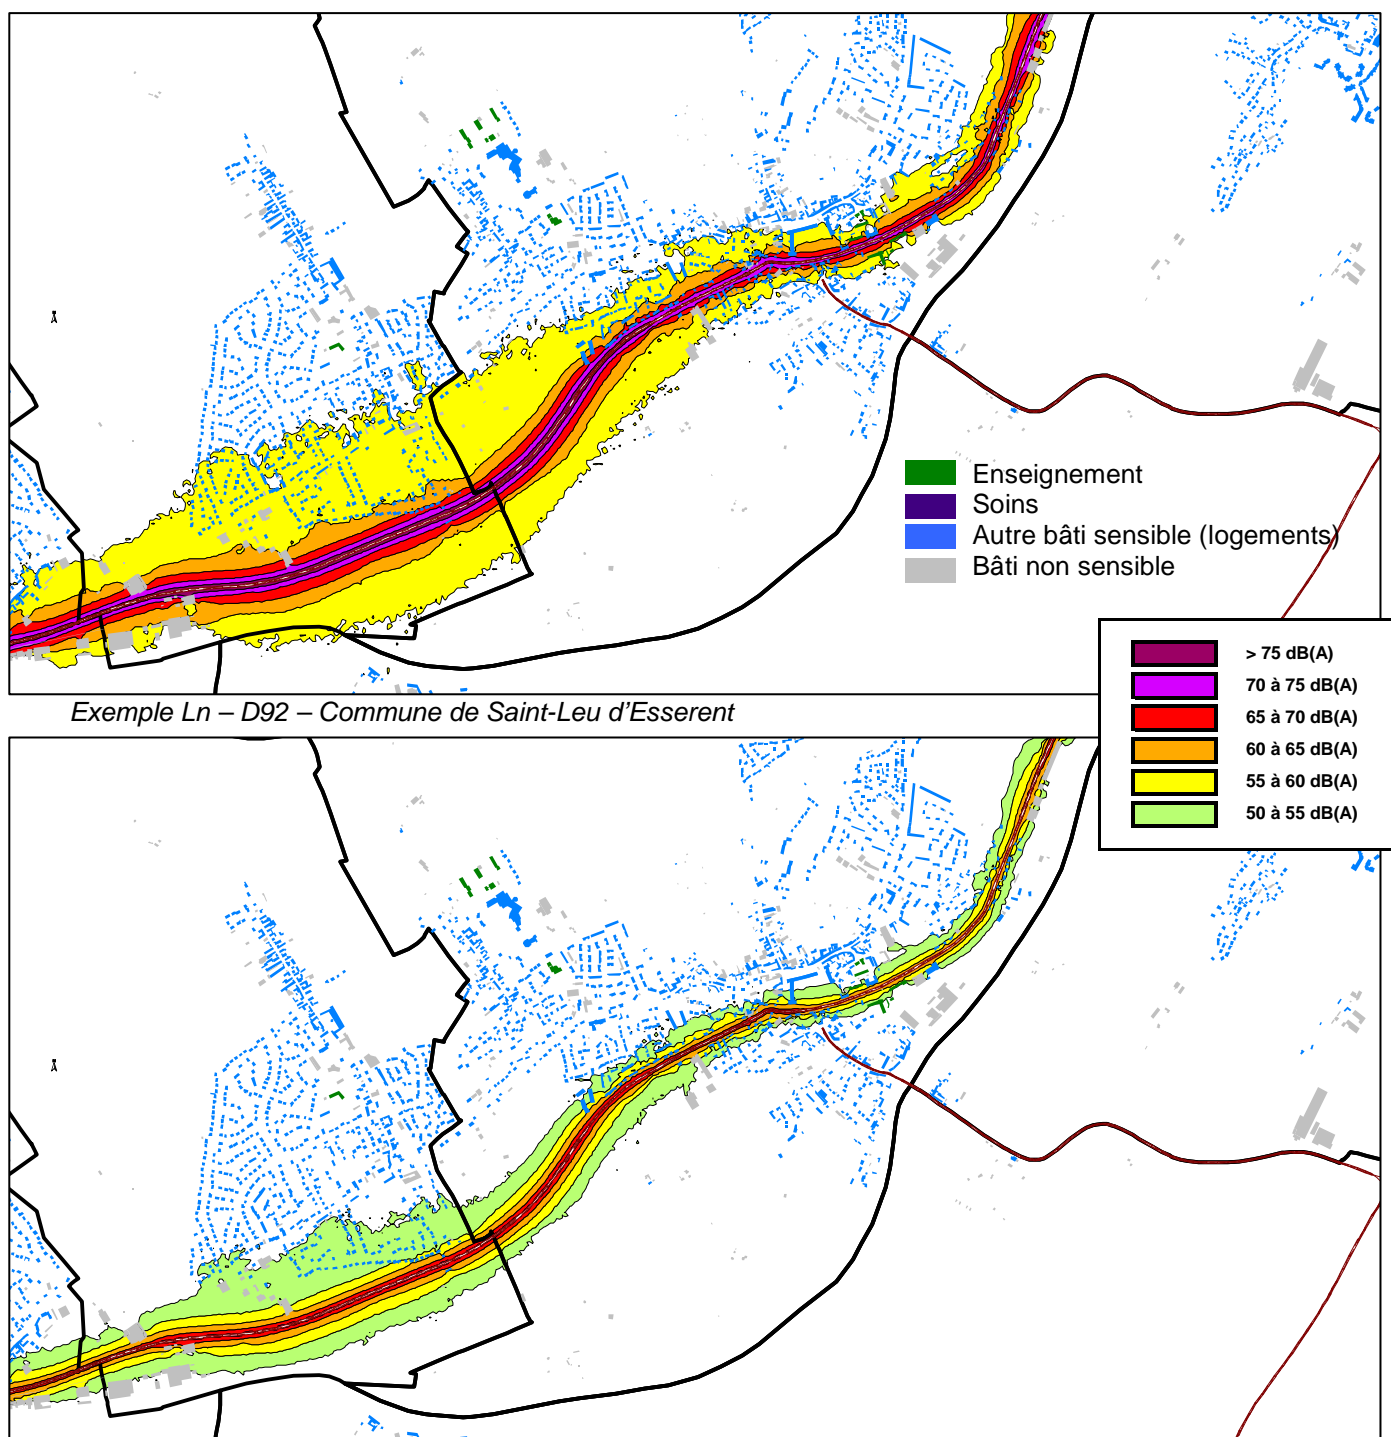 Enseignement
Soins
Autre bâti sensible (logements)
Bâti non sensible
> 75 dB(A)
70 à 75 dB(A)
65 à 70 dB(A)
60 à 65 dB(A)
55 à 60 dB(A)
50 à 55 dB(A)
Exemple Ln – D92 – Commune de Saint-Leu d'Esserent